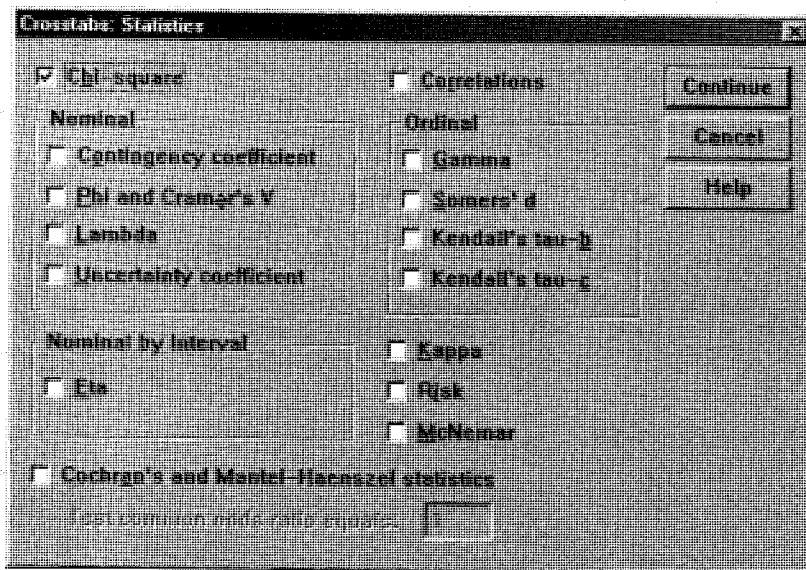 Crosstabs: Statistics
Chi-square
Correlations
Continue
Nominal
Ordinal
Cancel
Contingency coefficient
Gamma
Help
Phi and Cramer's V
Somers' d
Lambda
Kendall's tau-b
Uncertainty coefficient
Kendall's tau-c
Nominal by Interval
Kappa
Eta
Risk
McNemar
Cochran's and Mantel-Haenszel statistics
Test common odds ratio equals: